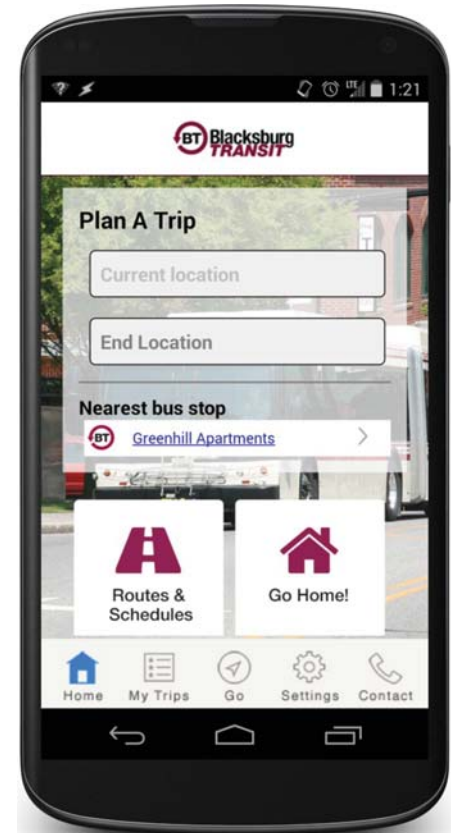 LTE 1:21
BT Blacksburg
TRANSIT
Plan A Trip
Current location
End Location
Nearest bus stop
BT Greenhill Apartments
Routes &
Schedules
Go Home!
Home My Trips Go Settings Contact